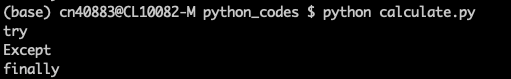 (base) cn40883@CL10082-M python_codes $ python calculate.py
try
Except
finally